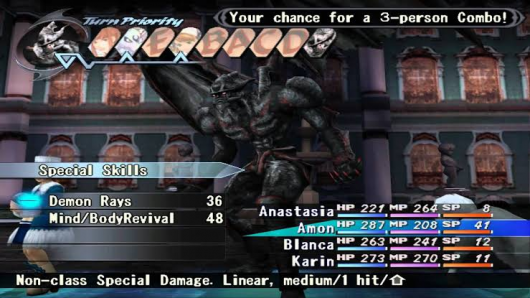 Turn Priority
Your chance for a 3-person Combo!
E B A C D
Special Skills
Demon Rays 36
Mind/BodyRevival 48
Anastasia HP 221 MP 264 SP 8
Amon HP 287 MP 208 SP 41
Blanca HP 263 MP 241 SP 12
Karin HP 273 MP 270 SP 11
Non-class Special Damage. Linear, medium/1 hit/⇧